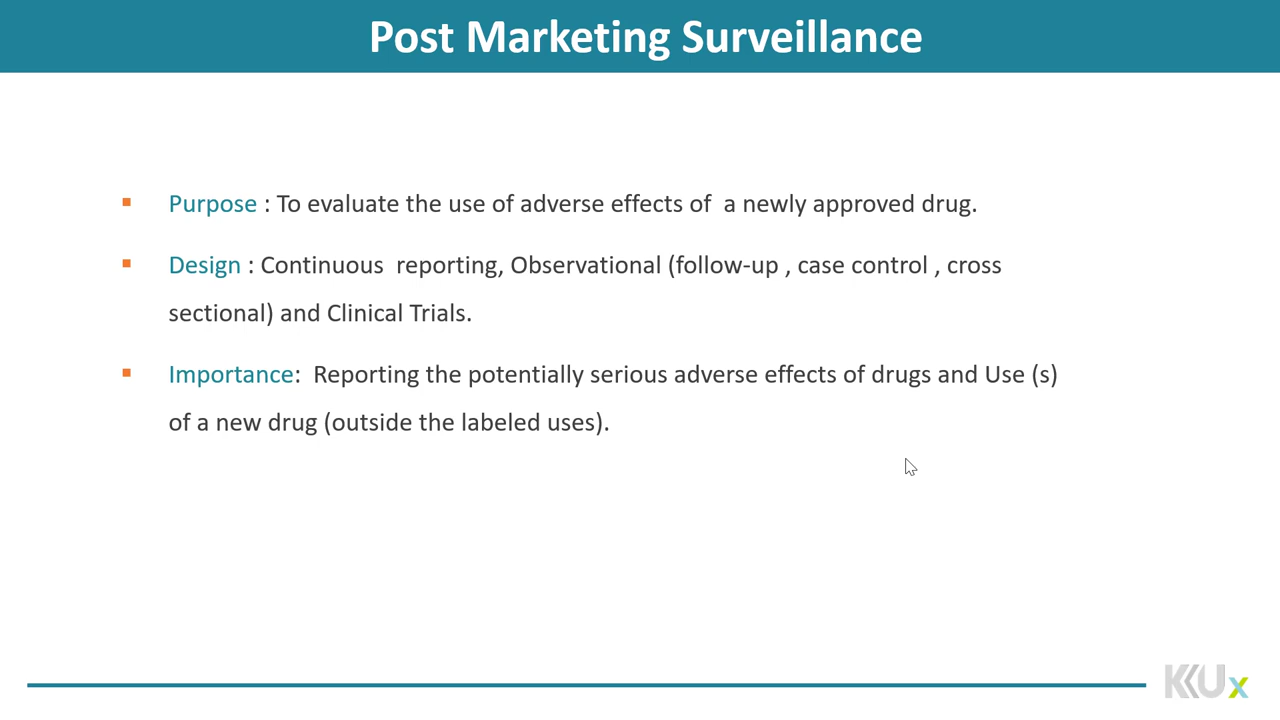 Post Marketing Surveillance
▪ Purpose : To evaluate the use of adverse effects of  a newly approved drug.
▪ Design : Continuous  reporting, Observational (follow-up , case control , cross
sectional) and Clinical Trials.
▪ Importance:  Reporting the potentially serious adverse effects of drugs and Use (s)
of a new drug (outside the labeled uses).
KKUx